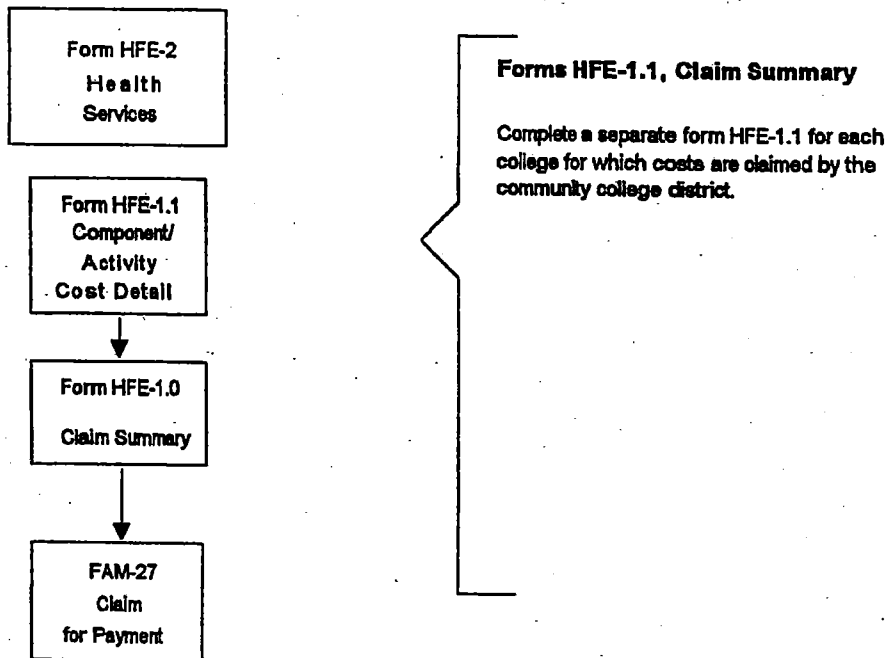 Form HFE-2
Health
Services
Form HFE-1.1
Component/
Activity
Cost Detail
Form HFE-1.0
Claim Summary
FAM-27
Claim
for Payment
Forms HFE-1.1, Claim Summary
Complete a separate form HFE-1.1 for each
college for which costs are claimed by the
community college district.